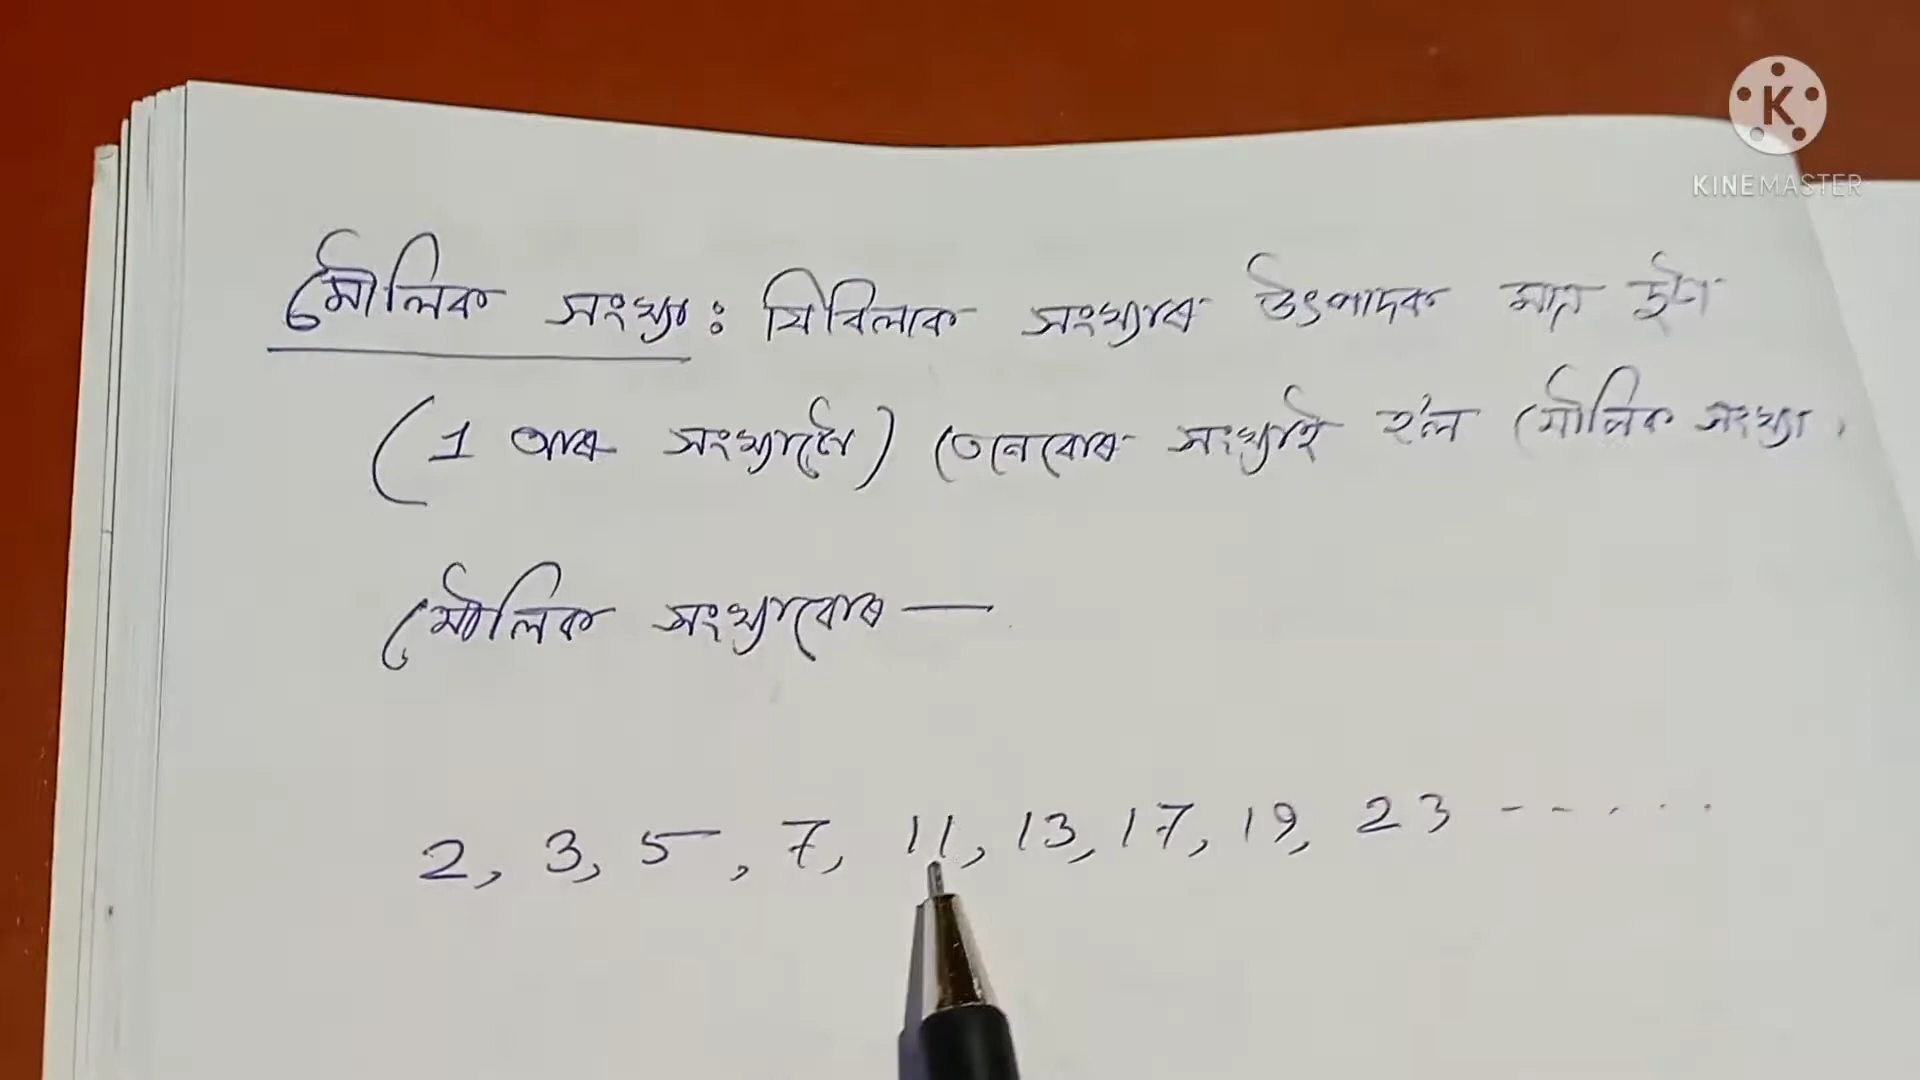 K
KINEMASTER
মৌলিক সংখ্যা : যিবিলাক সংখ্যাৰ উৎপাদক মাত্ৰ দুটা
(1 আৰু সংখ্যাটো) তেনেবোৰ সংখ্যাই হ'ল মৌলিক সংখ্যা।
মৌলিক সংখ্যাবোৰ —
2, 3, 5, 7, 11, 13, 17, 19, 23 -- .....